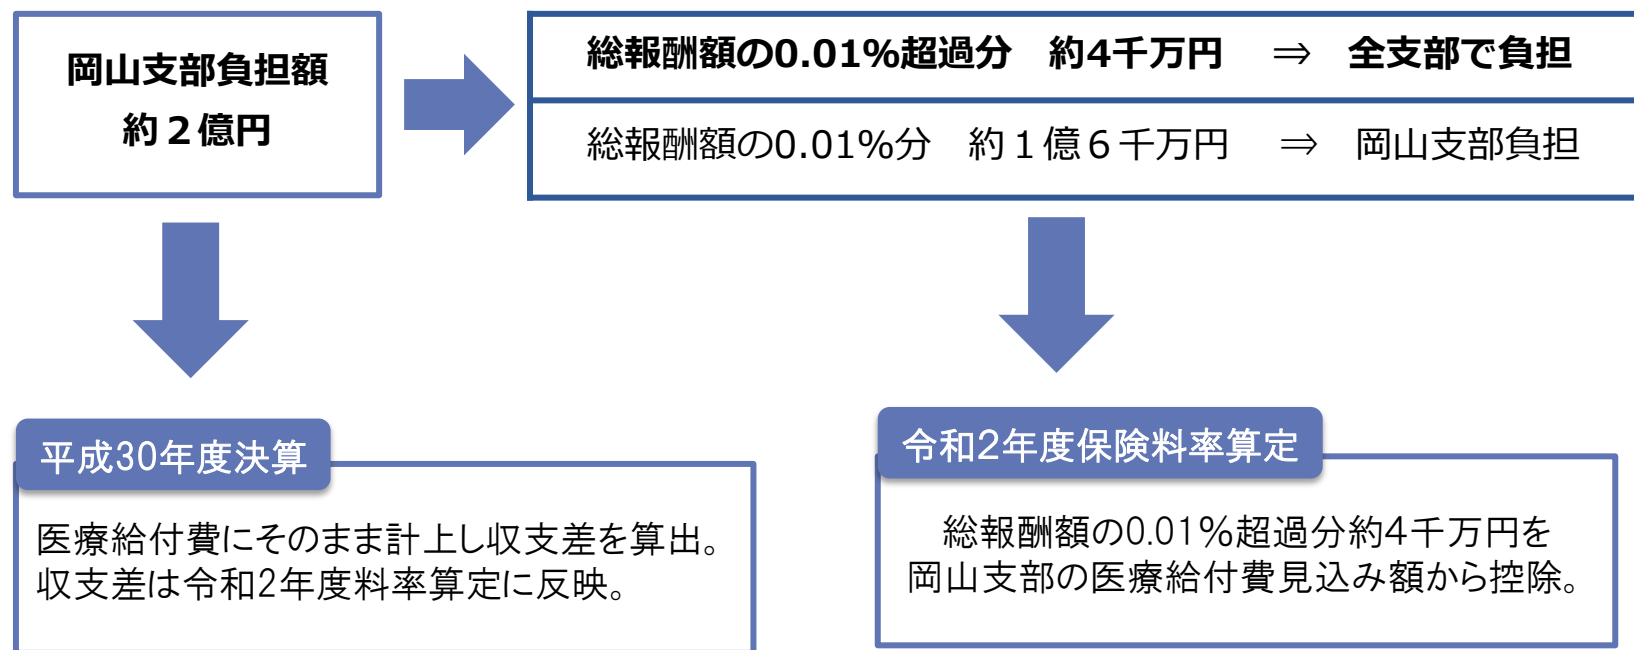 岡山支部負担額
約２億円
総報酬額の0.01%超過分　約4千万円　⇒　全支部で負担
総報酬額の0.01%分　約１億６千万円　⇒　岡山支部負担
平成30年度決算
医療給付費にそのまま計上し収支差を算出。
収支差は令和2年度料率算定に反映。
令和2年度保険料率算定
総報酬額の0.01％超過分約4千万円を
岡山支部の医療給付費見込み額から控除。